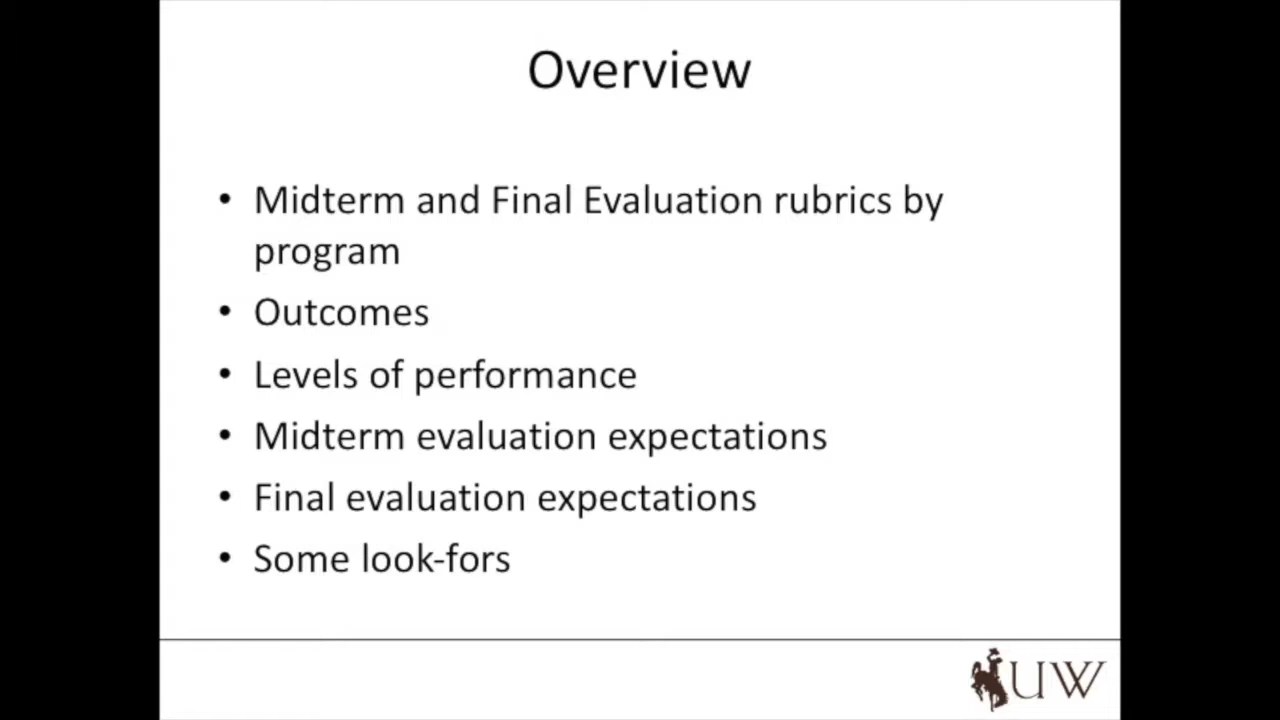 Overview
• Midterm and Final Evaluation rubrics by
program
• Outcomes
• Levels of performance
• Midterm evaluation expectations
• Final evaluation expectations
• Some look-fors
UW